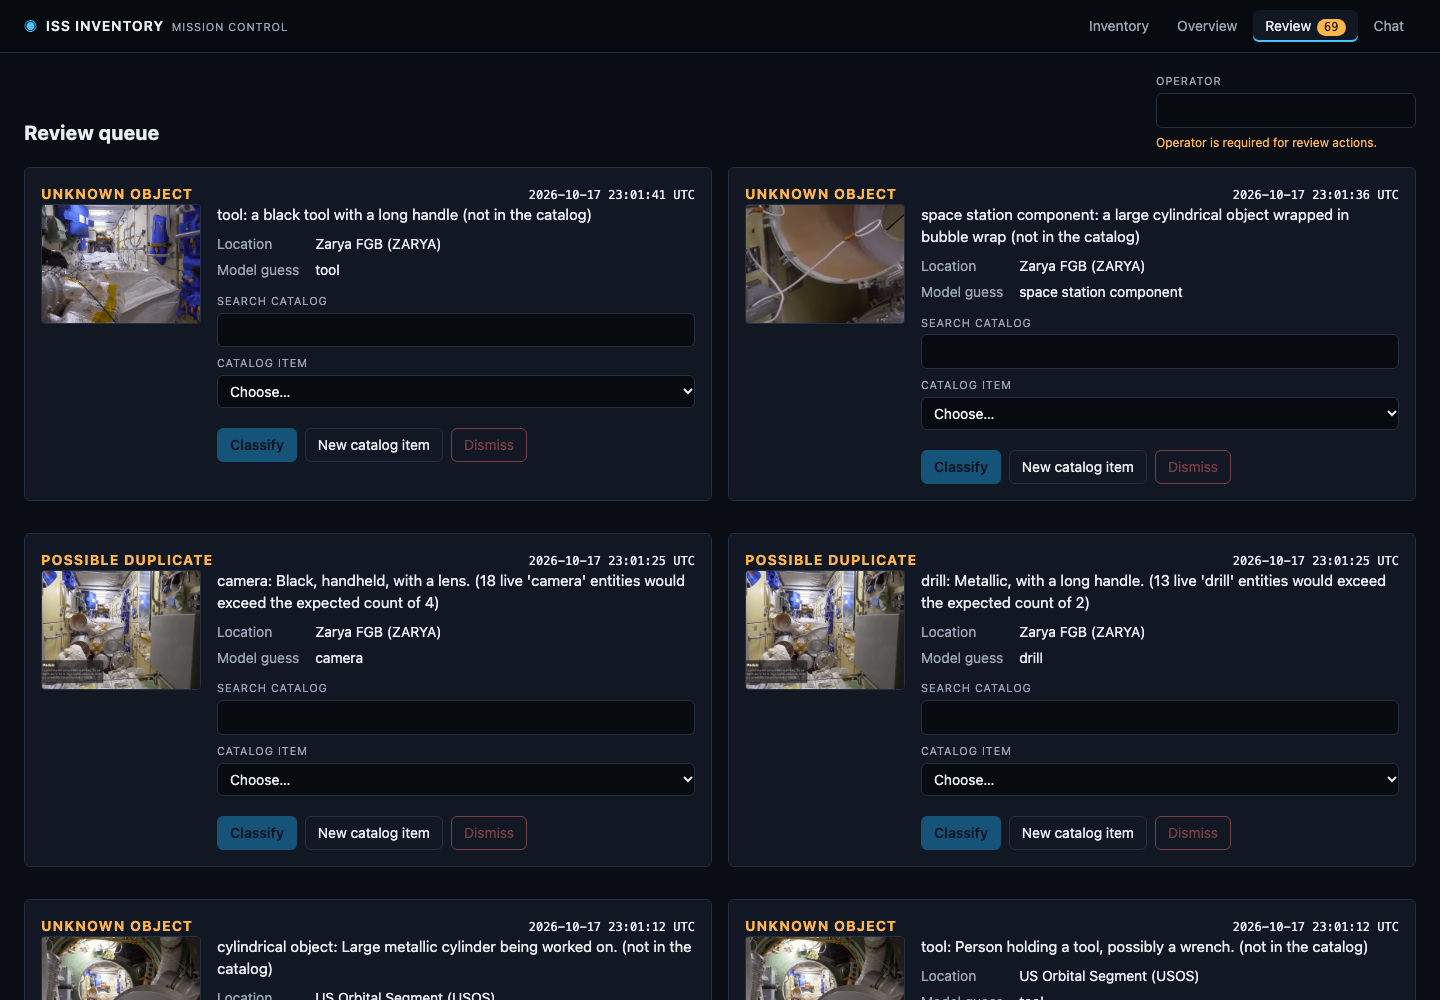 ISS INVENTORY MISSION CONTROL
Inventory
Overview
Review 69
Chat
OPERATOR
Operator is required for review actions.
Review queue
UNKNOWN OBJECT
2026-10-17 23:01:41 UTC
tool: a black tool with a long handle (not in the catalog)
Location Zarya FGB (ZARYA)
Model guess tool
SEARCH CATALOG
CATALOG ITEM
Choose...
Classify
New catalog item
Dismiss
UNKNOWN OBJECT
2026-10-17 23:01:36 UTC
space station component: a large cylindrical object wrapped in
bubble wrap (not in the catalog)
Location Zarya FGB (ZARYA)
Model guess space station component
SEARCH CATALOG
CATALOG ITEM
Choose...
Classify
New catalog item
Dismiss
POSSIBLE DUPLICATE
2026-10-17 23:01:25 UTC
camera: Black, handheld, with a lens. (18 live 'camera' entities would
exceed the expected count of 4)
Location Zarya FGB (ZARYA)
Model guess camera
SEARCH CATALOG
CATALOG ITEM
Choose...
Classify
New catalog item
Dismiss
POSSIBLE DUPLICATE
2026-10-17 23:01:25 UTC
drill: Metallic, with a long handle. (13 live 'drill' entities would exceed
the expected count of 2)
Location Zarya FGB (ZARYA)
Model guess drill
SEARCH CATALOG
CATALOG ITEM
Choose...
Classify
New catalog item
Dismiss
UNKNOWN OBJECT
2026-10-17 23:01:12 UTC
cylindrical object: Large metallic cylinder being worked on. (not in the
catalog)
Location US Orbital Segment (USOS)
UNKNOWN OBJECT
2026-10-17 23:01:12 UTC
tool: Person holding a tool, possibly a wrench. (not in the catalog)
Location US Orbital Segment (USOS)
Model guess tool